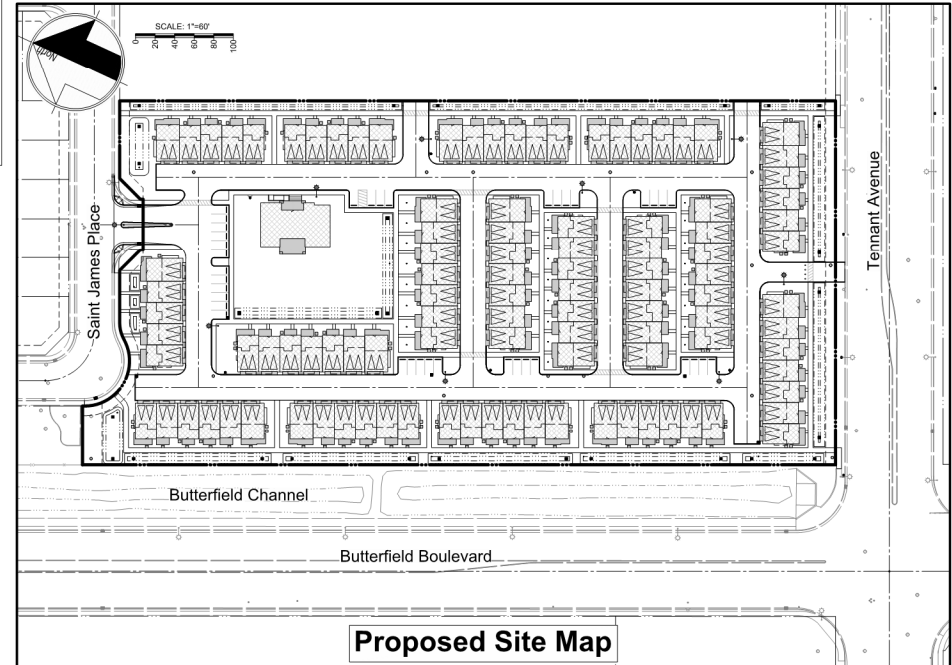 SCALE: 1"=60'
0 20 40 60 80 100
North
Saint James Place
Tennant Avenue
Butterfield Channel
Butterfield Boulevard
Proposed Site Map